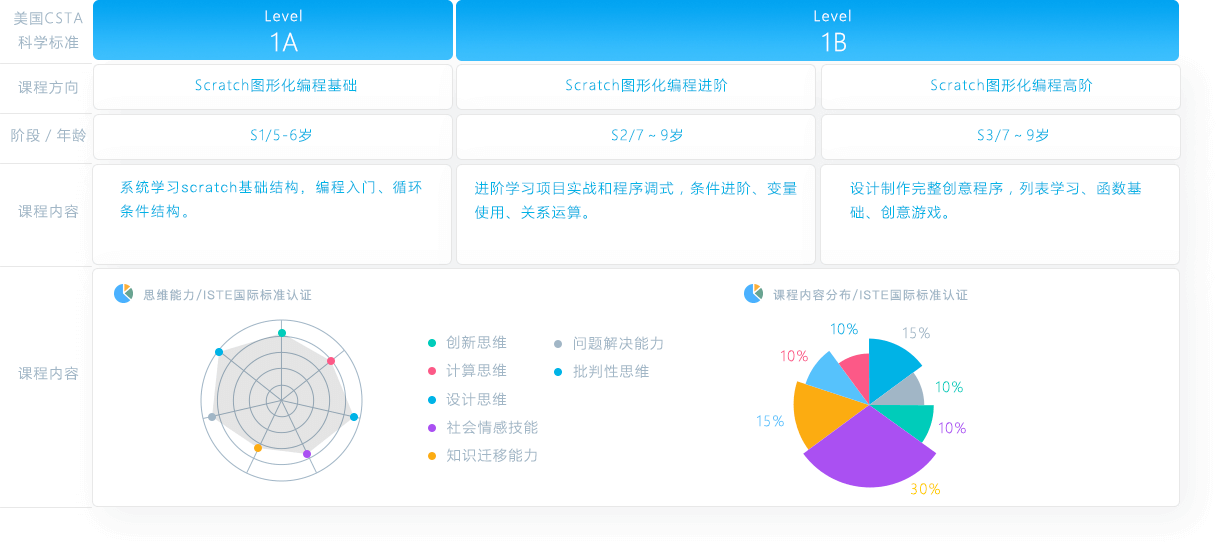 美国CSTA
科学标准
Level
1A
Level
1B
课程方向
Scratch图形化编程基础
Scratch图形化编程进阶
Scratch图形化编程高阶
阶段 / 年龄
S1/5-6岁
S2/7～9岁
S3/7～9岁
课程内容
系统学习scratch基础结构，编程入门、循环
条件结构。
进阶学习项目实战和程序调式，条件进阶、变量
使用、关系运算。
设计制作完整创意程序，列表学习、函数基
础、创意游戏。
课程内容
思维能力/ISTE国际标准认证
创新思维
计算思维
设计思维
社会情感技能
知识迁移能力
问题解决能力
批判性思维
课程内容分布/ISTE国际标准认证
10%
15%
10%
10%
15%
10%
30%